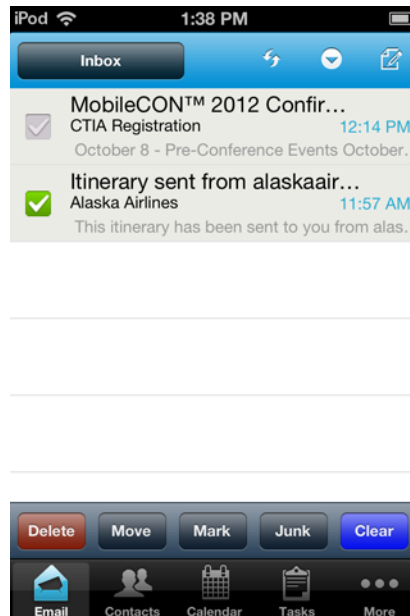 iPod 1:38 PM
Inbox
MobileCON™ 2012 Confir...
CTIA Registration 12:14 PM
October 8 - Pre-Conference Events October.
Itinerary sent from alaskaair...
Alaska Airlines 11:57 AM
This itinerary has been sent to you from alas.
Delete Move Mark Junk Clear
Email Contacts Calendar Tasks More